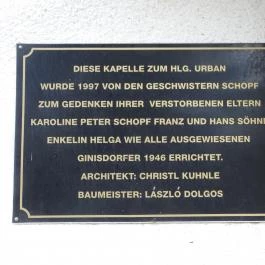 DIESE KAPELLE ZUM HLG. URBAN
WURDE 1997 VON DEN GESCHWISTERN SCHOPF
ZUM GEDENKEN IHRER VERSTORBENEN ELTERN
KAROLINE PETER SCHOPF FRANZ UND HANS SÖHNE
ENKELIN HELGA WIE ALLE AUSGEWIESENEN
GINISDORFER 1946 ERRICHTET.
ARCHITEKT: CHRISTL KUHNLE
BAUMEISTER: LÁSZLÓ DOLGOS